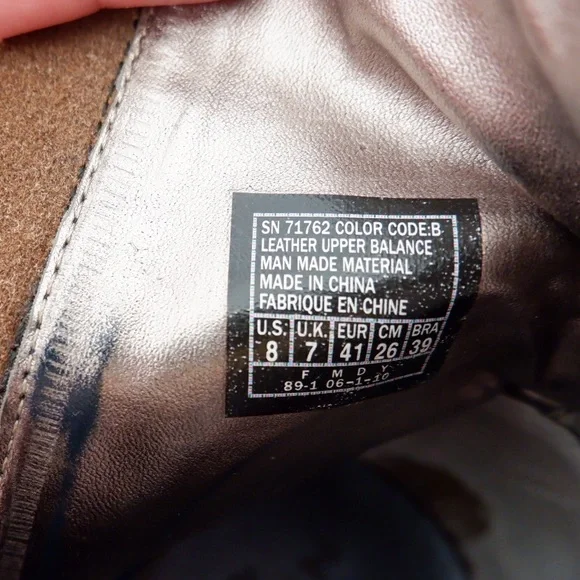 SN 71762 COLOR CODE:B
LEATHER UPPER BALANCE
MAN MADE MATERIAL
MADE IN CHINA
FABRIQUE EN CHINE
U.S. U.K. EUR CM BRA
8 7 41 26 39
F M D Y
89-1 06-1-10